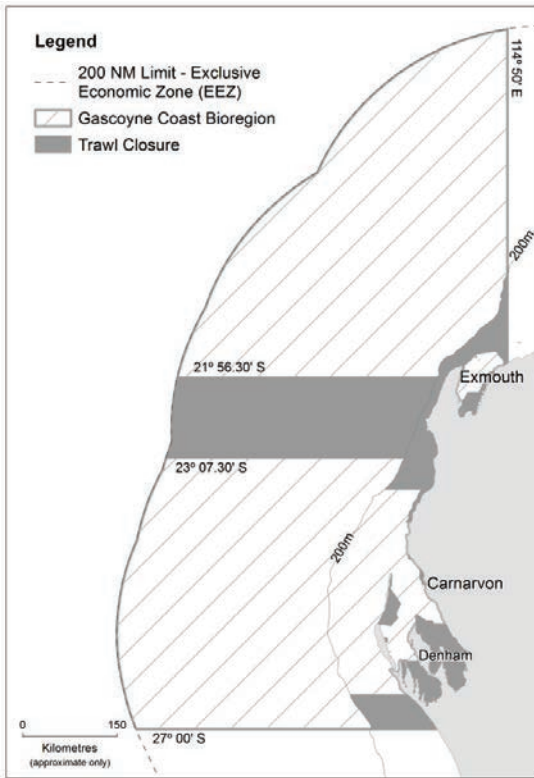 Legend
200 NM Limit - Exclusive
Economic Zone (EEZ)
Gascoyne Coast Bioregion
Trawl Closure
114° 50' E
200m
21° 56.30' S
Exmouth
23° 07.30' S
200m
Carnarvon
Denham
0 150
Kilometres
(approximate only)
27° 00' S